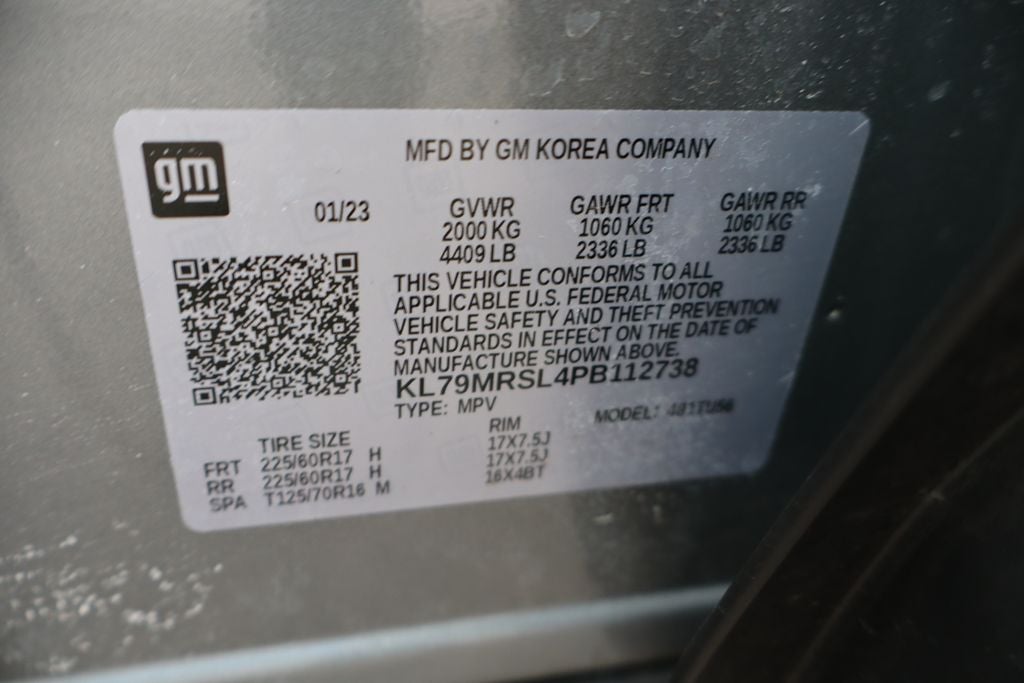 gm
MFD BY GM KOREA COMPANY
01/23
GVWR GAWR FRT GAWR RR
2000 KG 1060 KG 1060 KG
4409 LB 2336 LB 2336 LB
THIS VEHICLE CONFORMS TO ALL
APPLICABLE U.S. FEDERAL MOTOR
VEHICLE SAFETY AND THEFT PREVENTION
STANDARDS IN EFFECT ON THE DATE OF
MANUFACTURE SHOWN ABOVE.
KL79MRSL4PB112738
TYPE: MPV MODEL:
TIRE SIZE RIM
FRT 225/60R17 H 17X7.5J
RR 225/60R17 H 17X7.5J
SPA T125/70R16 M 16X4BT